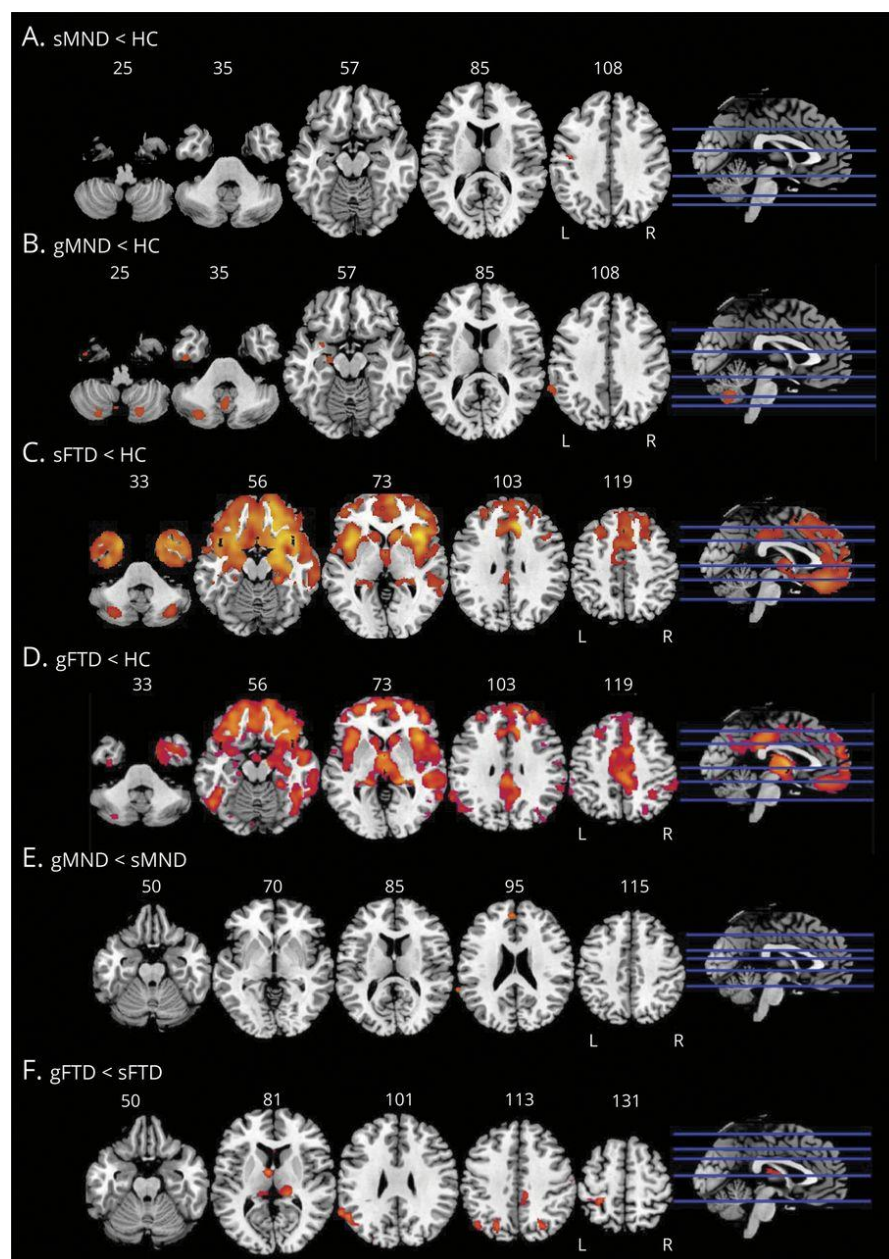 A. sMND < HC
25 35 57 85 108
L R
B. gMND < HC
25 35 57 85 108
L R
C. sFTD < HC
33 56 73 103 119
L R
D. gFTD < HC
33 56 73 103 119
L R
E. gMND < sMND
50 70 85 95 115
L R
F. gFTD < sFTD
50 81 101 113 131
L R